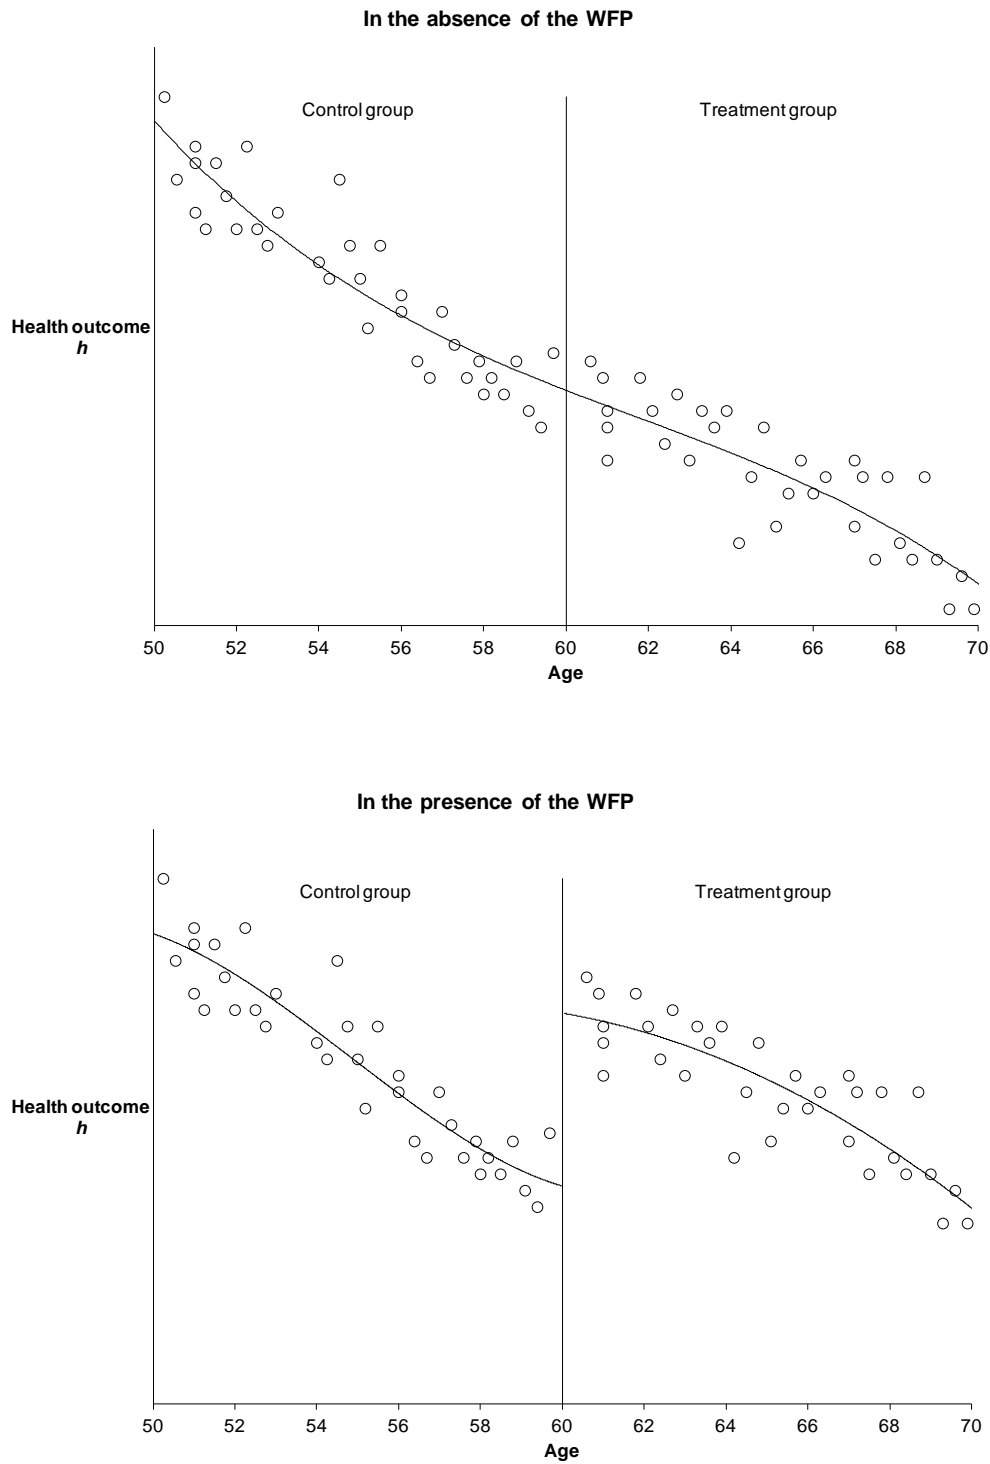 In the absence of the WFP
Control group
Treatment group
Health outcome
h
50 52 54 56 58 60 62 64 66 68 70
Age
In the presence of the WFP
Control group
Treatment group
Health outcome
h
50 52 54 56 58 60 62 64 66 68 70
Age